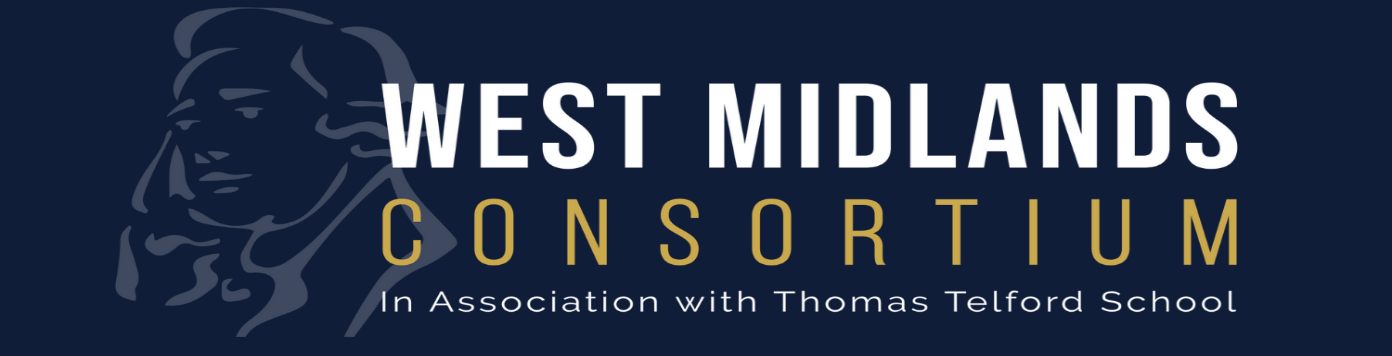 WEST MIDLANDS
CONSORTIUM
In Association with Thomas Telford School